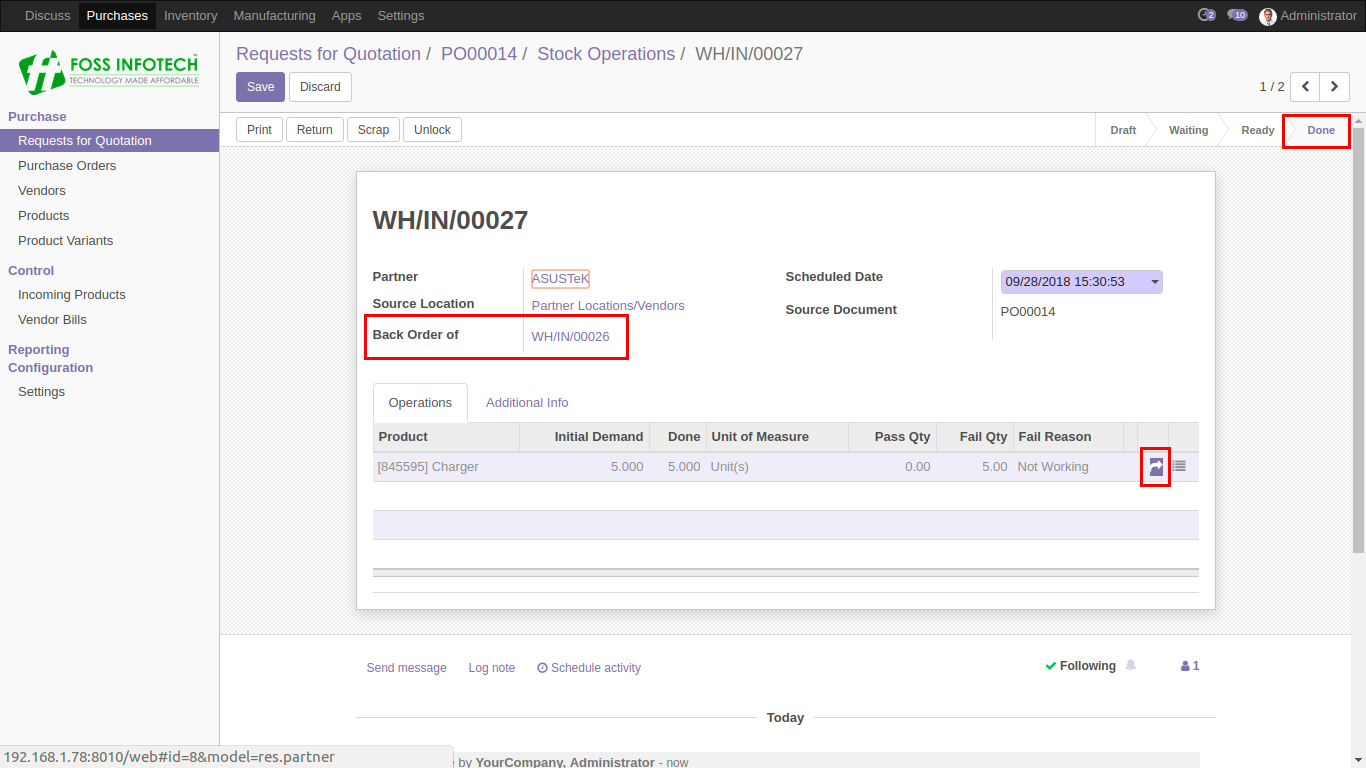 Discuss Purchases Inventory Manufacturing Apps Settings 2 10 Administrator
FOSS INFOTECH™
TECHNOLOGY MADE AFFORDABLE
Requests for Quotation / PO00014 / Stock Operations / WH/IN/00027
Save Discard 1 / 2
Purchase
Requests for Quotation
Purchase Orders
Vendors
Products
Product Variants
Control
Incoming Products
Vendor Bills
Reporting
Configuration
Settings
Print Return Scrap Unlock Draft Waiting Ready Done
WH/IN/00027
Partner ASUSTeK Scheduled Date 09/28/2018 15:30:53
Source Location Partner Locations/Vendors Source Document PO00014
Back Order of WH/IN/00026
Operations Additional Info
Product Initial Demand Done Unit of Measure Pass Qty Fail Qty Fail Reason
[845595] Charger 5.000 5.000 Unit(s) 0.00 5.00 Not Working
Send message Log note Schedule activity Following 1
Today
by YourCompany, Administrator - now
192.168.1.78:8010/web#id=8&model=res.partner